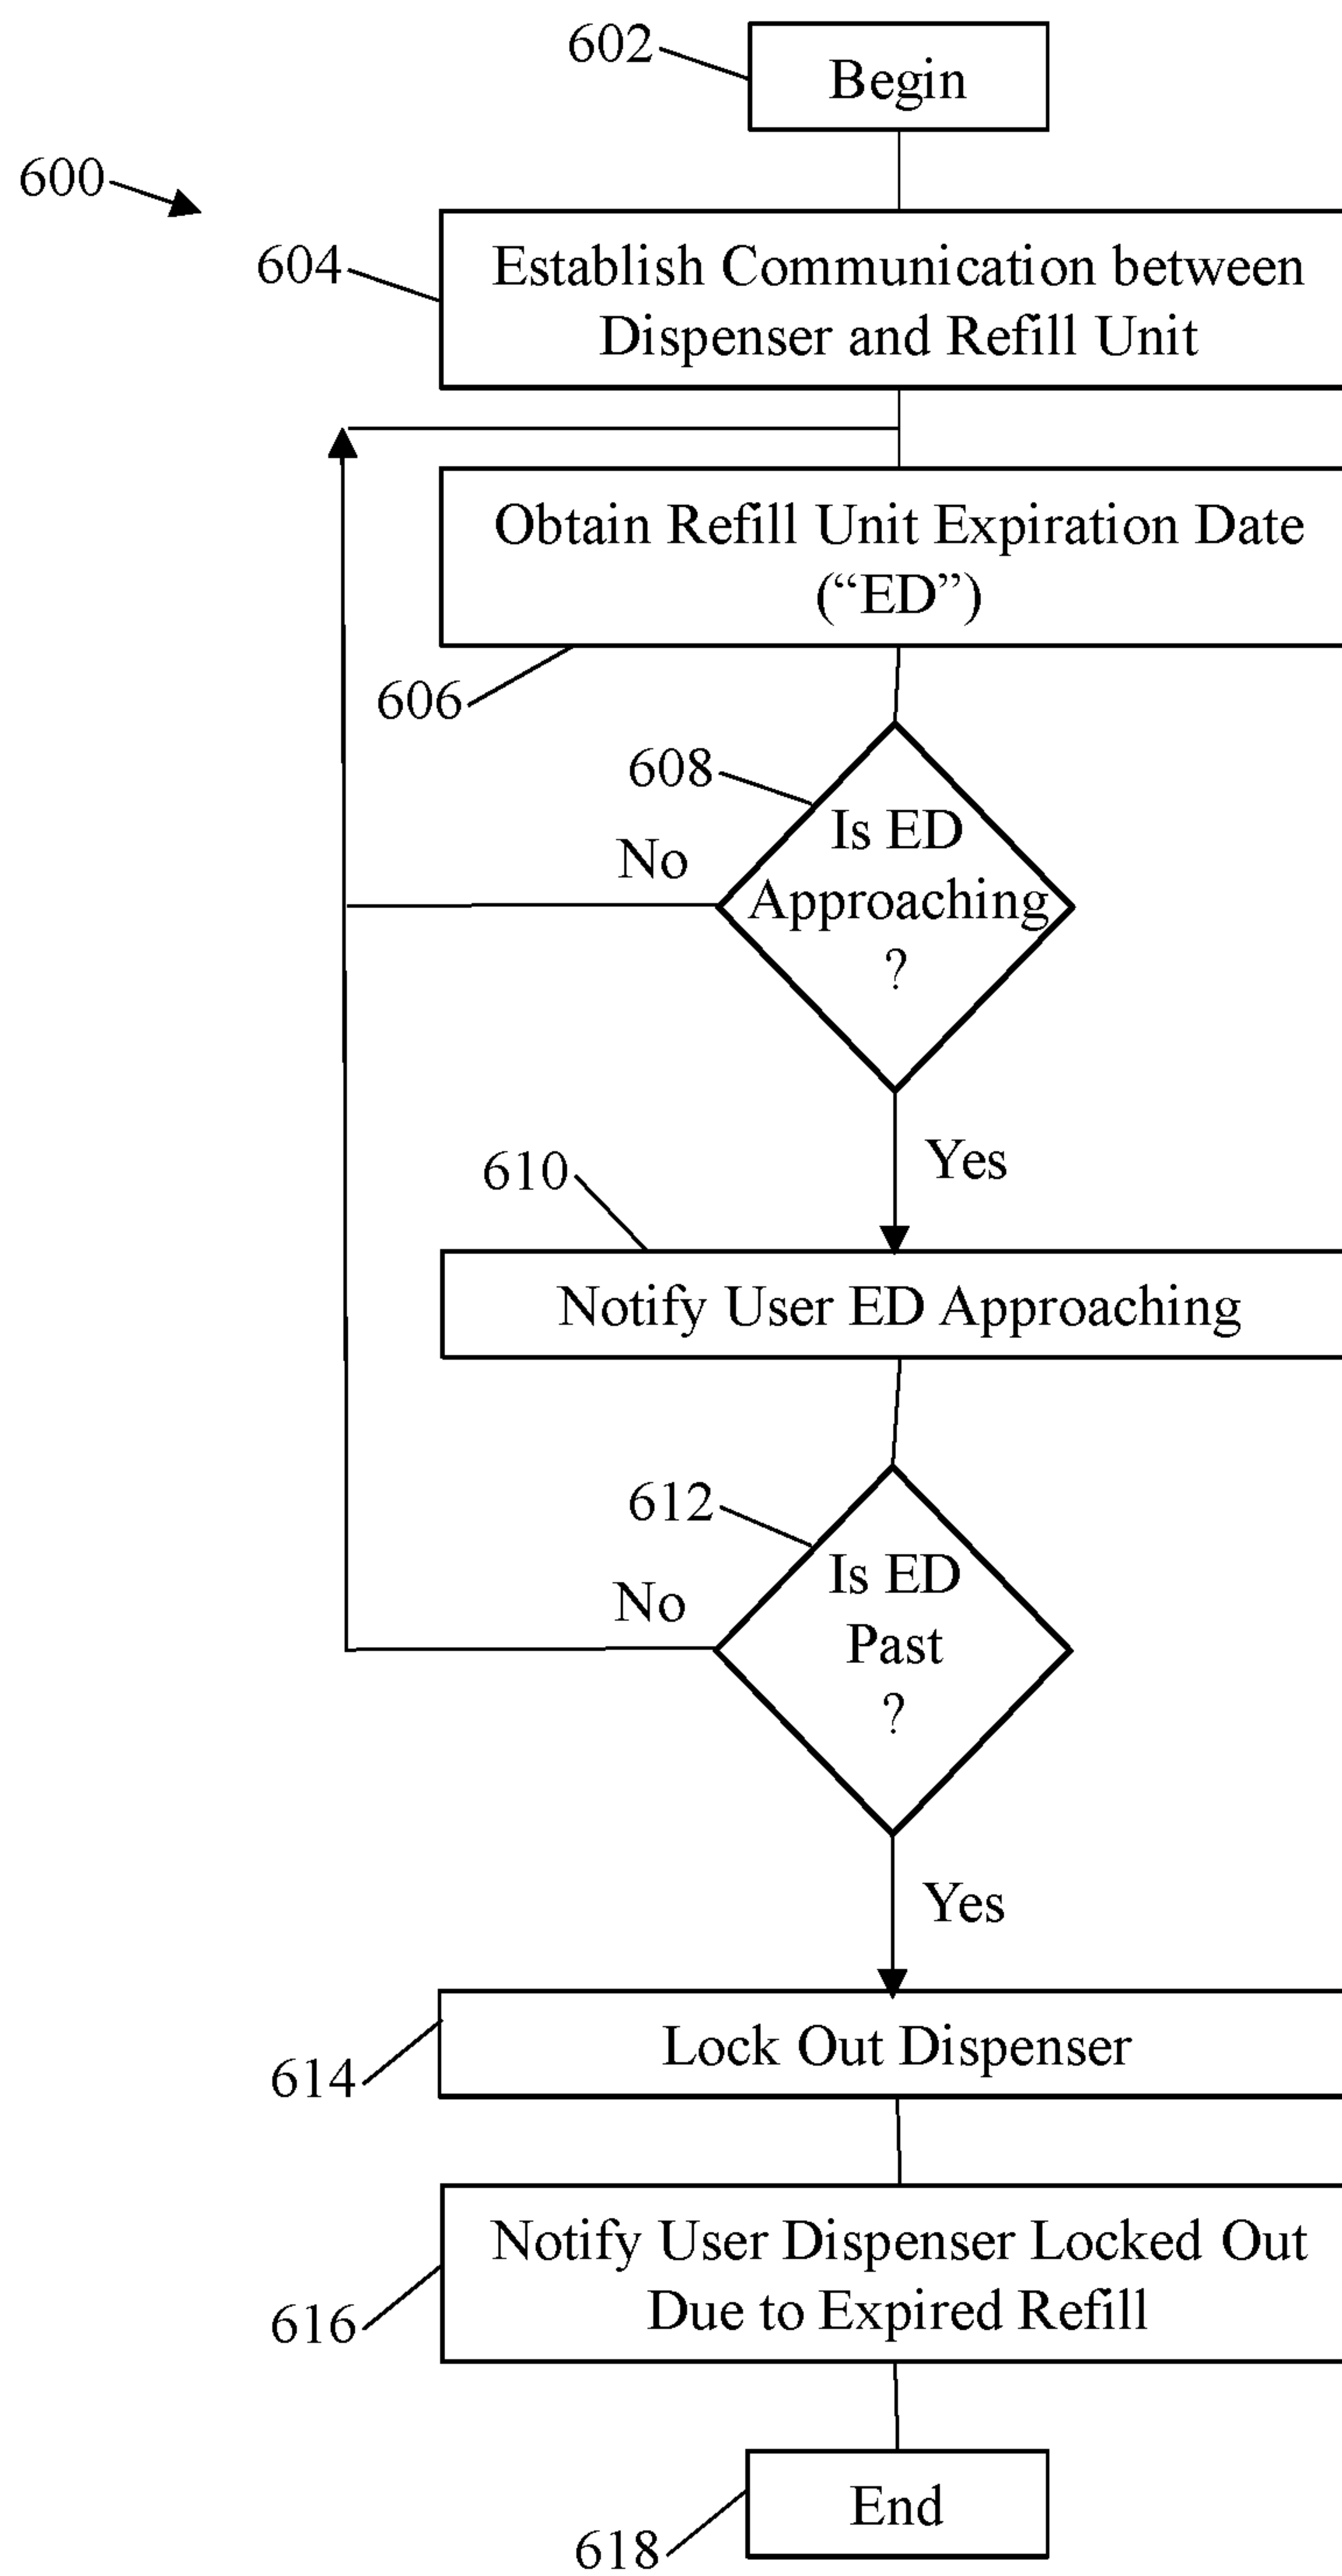 602
Begin
600
604
Establish Communication between
Dispenser and Refill Unit
Obtain Refill Unit Expiration Date
(“ED”)
606
608
Is ED
Approaching
?
No
Yes
610
Notify User ED Approaching
612
Is ED
Past
?
No
Yes
Lock Out Dispenser
614
Notify User Dispenser Locked Out
Due to Expired Refill
616
End
618